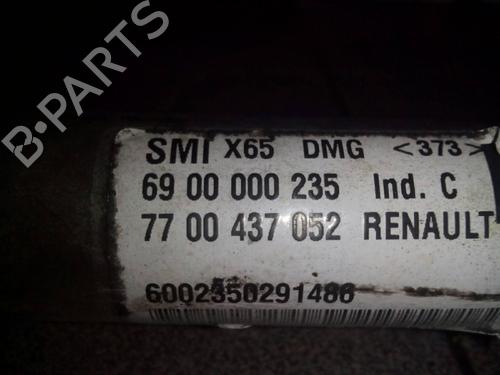 B-PARTS
SMI X65 DMG <373>
69 00 000 235 Ind. C
77 00 437 052 RENAULT
6002350291486